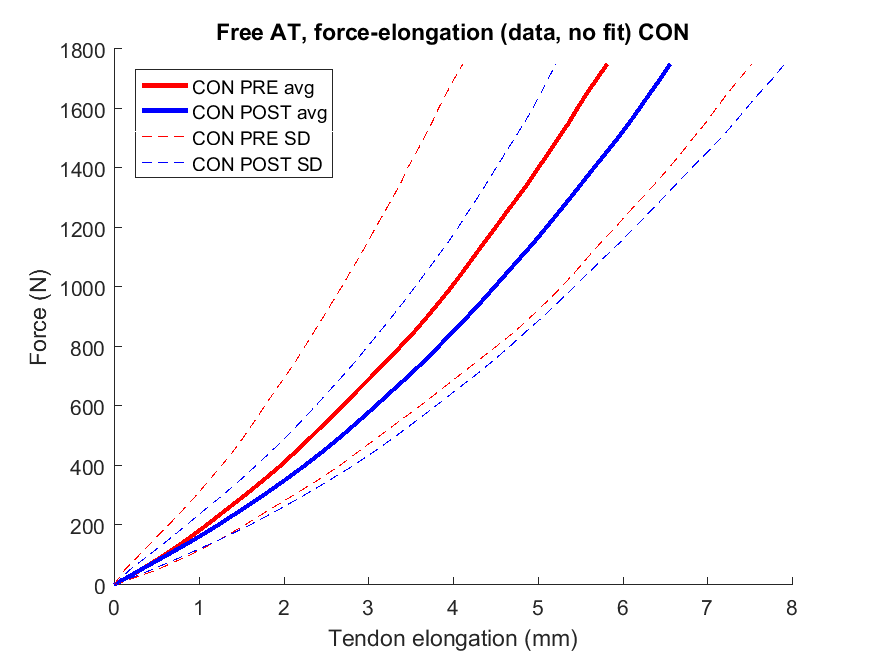 Free AT, force-elongation (data, no fit) CON
CON PRE avg
CON POST avg
CON PRE SD
CON POST SD
Force (N)
1800
1600
1400
1200
1000
800
600
400
200
0
0 1 2 3 4 5 6 7 8
Tendon elongation (mm)